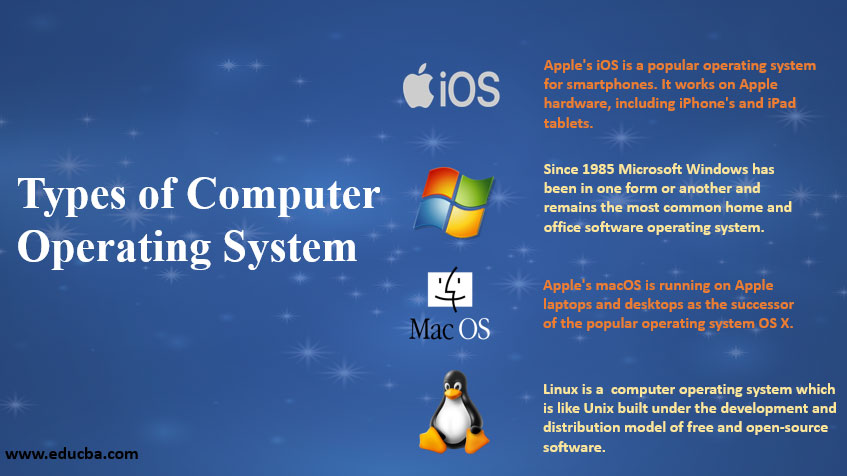 Types of Computer
Operating System
iOS
Apple's iOS is a popular operating system
for smartphones. It works on Apple
hardware, including iPhone's and iPad
tablets.
Since 1985 Microsoft Windows has
been in one form or another and
remains the most common home and
office software operating system.
Mac OS
Apple's macOS is running on Apple
laptops and desktops as the successor
of the popular operating system OS X.
Linux is a  computer operating system which
is like Unix built under the development and
distribution model of free and open-source
software.
www.educba.com